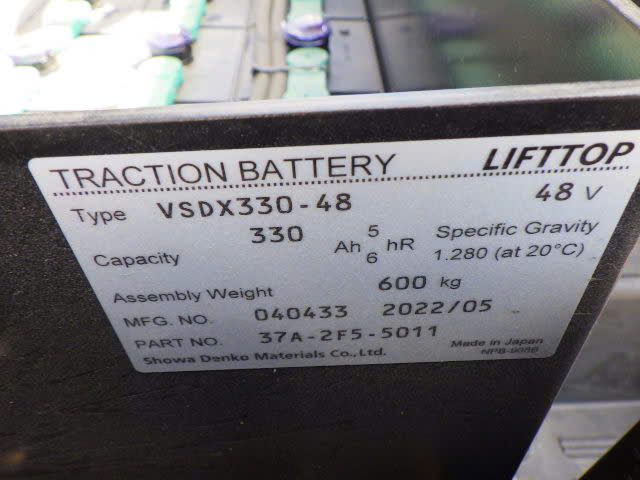 TRACTION BATTERY LIFTTOP
Type VSDX330-48 48 V
Capacity 330 Ah 5 6 hR Specific Gravity
1.280 (at 20°C)
Assembly Weight 600 kg
MFG. NO. 040433 2022/05
PART NO. 37A-2F5-5011 Made in Japan
Showa Denko Materials Co., Ltd.